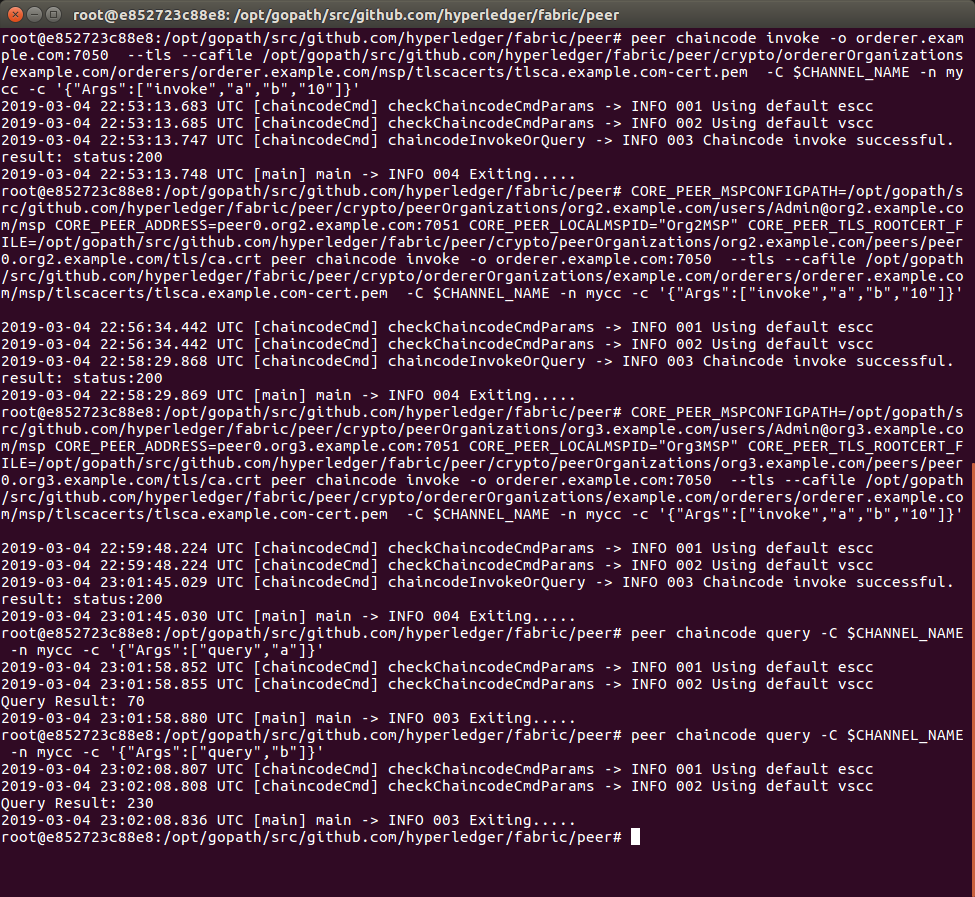 root@e852723c88e8: /opt/gopath/src/github.com/hyperledger/fabric/peer
root@e852723c88e8:/opt/gopath/src/github.com/hyperledger/fabric/peer# peer chaincode invoke -o orderer.exam
ple.com:7050  --tls --cafile /opt/gopath/src/github.com/hyperledger/fabric/peer/crypto/ordererOrganizations
/example.com/orderers/orderer.example.com/msp/tlscacerts/tlsca.example.com-cert.pem  -C $CHANNEL_NAME -n my
cc -c '{"Args":["invoke","a","b","10"]}'
2019-03-04 22:53:13.683 UTC [chaincodeCmd] checkChaincodeCmdParams -> INFO 001 Using default escc
2019-03-04 22:53:13.685 UTC [chaincodeCmd] checkChaincodeCmdParams -> INFO 002 Using default vscc
2019-03-04 22:53:13.747 UTC [chaincodeCmd] chaincodeInvokeOrQuery -> INFO 003 Chaincode invoke successful.
result: status:200
2019-03-04 22:53:13.748 UTC [main] main -> INFO 004 Exiting.....
root@e852723c88e8:/opt/gopath/src/github.com/hyperledger/fabric/peer# CORE_PEER_MSPCONFIGPATH=/opt/gopath/s
rc/github.com/hyperledger/fabric/peer/crypto/peerOrganizations/org2.example.com/users/Admin@org2.example.co
m/msp CORE_PEER_ADDRESS=peer0.org2.example.com:7051 CORE_PEER_LOCALMSPID="Org2MSP" CORE_PEER_TLS_ROOTCERT_F
ILE=/opt/gopath/src/github.com/hyperledger/fabric/peer/crypto/peerOrganizations/org2.example.com/peers/peer
0.org2.example.com/tls/ca.crt peer chaincode invoke -o orderer.example.com:7050  --tls --cafile /opt/gopath
/src/github.com/hyperledger/fabric/peer/crypto/ordererOrganizations/example.com/orderers/orderer.example.co
m/msp/tlscacerts/tlsca.example.com-cert.pem  -C $CHANNEL_NAME -n mycc -c '{"Args":["invoke","a","b","10"]}'
2019-03-04 22:56:34.442 UTC [chaincodeCmd] checkChaincodeCmdParams -> INFO 001 Using default escc
2019-03-04 22:56:34.442 UTC [chaincodeCmd] checkChaincodeCmdParams -> INFO 002 Using default vscc
2019-03-04 22:58:29.868 UTC [chaincodeCmd] chaincodeInvokeOrQuery -> INFO 003 Chaincode invoke successful.
result: status:200
2019-03-04 22:58:29.869 UTC [main] main -> INFO 004 Exiting.....
root@e852723c88e8:/opt/gopath/src/github.com/hyperledger/fabric/peer# CORE_PEER_MSPCONFIGPATH=/opt/gopath/s
rc/github.com/hyperledger/fabric/peer/crypto/peerOrganizations/org3.example.com/users/Admin@org3.example.co
m/msp CORE_PEER_ADDRESS=peer0.org3.example.com:7051 CORE_PEER_LOCALMSPID="Org3MSP" CORE_PEER_TLS_ROOTCERT_F
ILE=/opt/gopath/src/github.com/hyperledger/fabric/peer/crypto/peerOrganizations/org3.example.com/peers/peer
0.org3.example.com/tls/ca.crt peer chaincode invoke -o orderer.example.com:7050  --tls --cafile /opt/gopath
/src/github.com/hyperledger/fabric/peer/crypto/ordererOrganizations/example.com/orderers/orderer.example.co
m/msp/tlscacerts/tlsca.example.com-cert.pem  -C $CHANNEL_NAME -n mycc -c '{"Args":["invoke","a","b","10"]}'
2019-03-04 22:59:48.224 UTC [chaincodeCmd] checkChaincodeCmdParams -> INFO 001 Using default escc
2019-03-04 22:59:48.224 UTC [chaincodeCmd] checkChaincodeCmdParams -> INFO 002 Using default vscc
2019-03-04 23:01:45.029 UTC [chaincodeCmd] chaincodeInvokeOrQuery -> INFO 003 Chaincode invoke successful.
result: status:200
2019-03-04 23:01:45.030 UTC [main] main -> INFO 004 Exiting.....
root@e852723c88e8:/opt/gopath/src/github.com/hyperledger/fabric/peer# peer chaincode query -C $CHANNEL_NAME
 -n mycc -c '{"Args":["query","a"]}'
2019-03-04 23:01:58.852 UTC [chaincodeCmd] checkChaincodeCmdParams -> INFO 001 Using default escc
2019-03-04 23:01:58.855 UTC [chaincodeCmd] checkChaincodeCmdParams -> INFO 002 Using default vscc
Query Result: 70
2019-03-04 23:01:58.880 UTC [main] main -> INFO 003 Exiting.....
root@e852723c88e8:/opt/gopath/src/github.com/hyperledger/fabric/peer# peer chaincode query -C $CHANNEL_NAME
 -n mycc -c '{"Args":["query","b"]}'
2019-03-04 23:02:08.807 UTC [chaincodeCmd] checkChaincodeCmdParams -> INFO 001 Using default escc
2019-03-04 23:02:08.808 UTC [chaincodeCmd] checkChaincodeCmdParams -> INFO 002 Using default vscc
Query Result: 230
2019-03-04 23:02:08.836 UTC [main] main -> INFO 003 Exiting.....
root@e852723c88e8:/opt/gopath/src/github.com/hyperledger/fabric/peer#